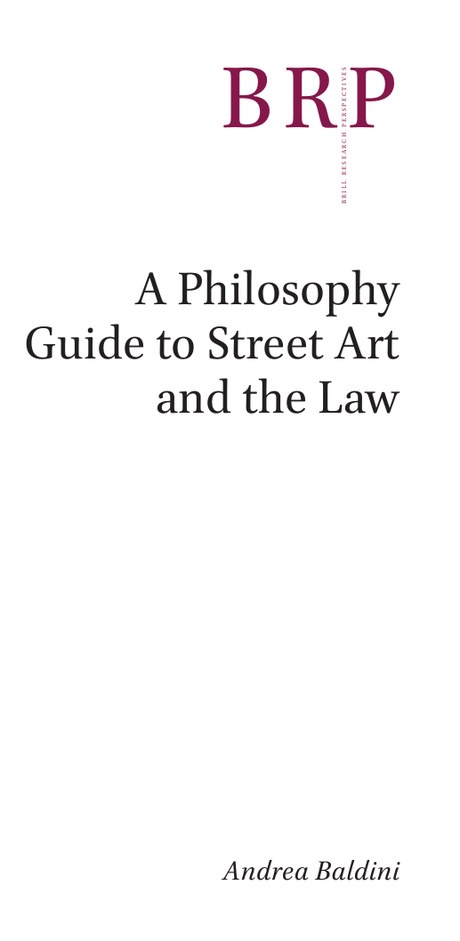 BRP
BRILL RESEARCH PERSPECTIVES
A Philosophy
Guide to Street Art
and the Law
Andrea Baldini